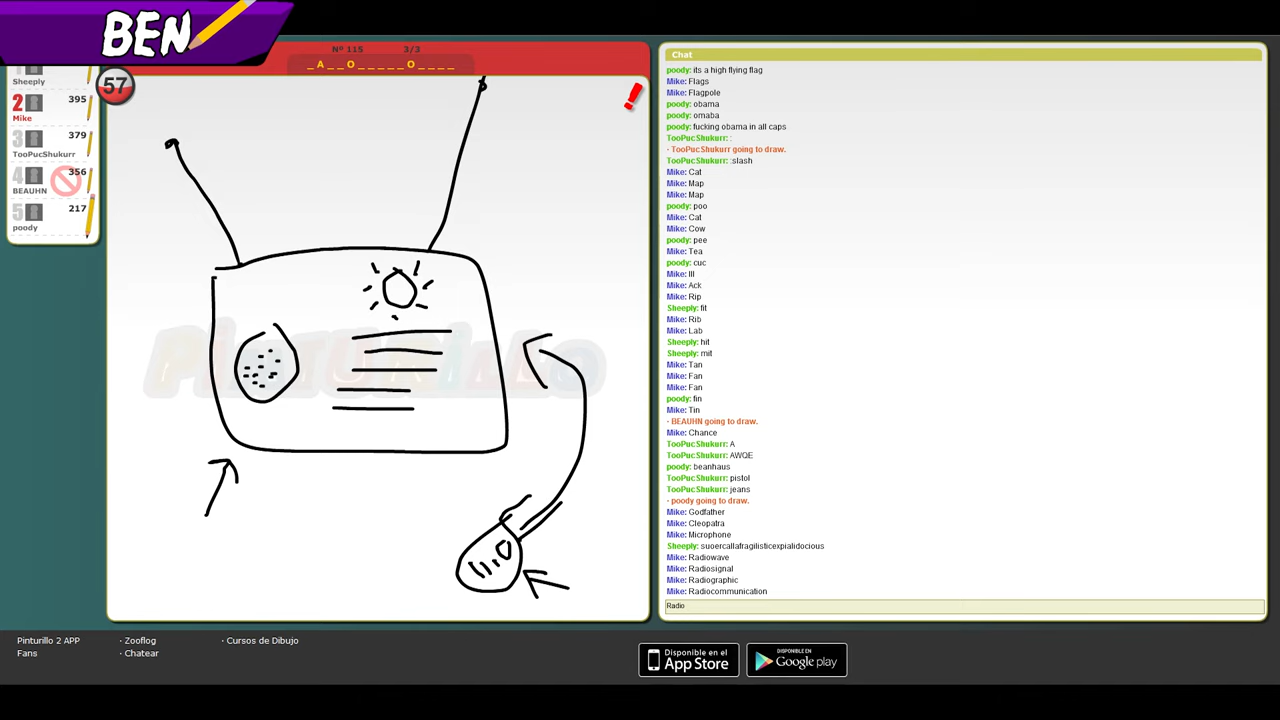 BEN
Nº 115 3/3
_ A _ _ O _ _ _ _ _ O _ _ _ _
57
Sheeply
2 395
Mike
3 379
TooPucShukurr
4 356
BEAUHN
5 217
poody
PINTURILLO
Chat
poody: its a high flying flag
Mike: Flags
Mike: Flagpole
poody: obama
poody: omaba
poody: fucking obama in all caps
TooPucShukurr: :
· TooPucShukurr going to draw.
TooPucShukurr: :slash
Mike: Cat
Mike: Map
Mike: Map
poody: poo
Mike: Cat
Mike: Cow
poody: pee
Mike: Tea
poody: cuc
Mike: Ill
Mike: Ack
Mike: Rip
Sheeply: fit
Mike: Rib
Mike: Lab
Sheeply: hit
Sheeply: mit
Mike: Tan
Mike: Fan
Mike: Fan
poody: fin
Mike: Tin
· BEAUHN going to draw.
Mike: Chance
TooPucShukurr: A
TooPucShukurr: AWQE
poody: beanhaus
TooPucShukurr: pistol
TooPucShukurr: jeans
· poody going to draw.
Mike: Godfather
Mike: Cleopatra
Mike: Microphone
Sheeply: suoercallafragilisticexpialidocious
Mike: Radiowave
Mike: Radiosignal
Mike: Radiographic
Mike: Radiocommunication
Radio
Pinturillo 2 APP · Zooflog · Cursos de Dibujo
Fans · Chatear
Disponible en el
App Store
DISPONIBLE EN
Google play